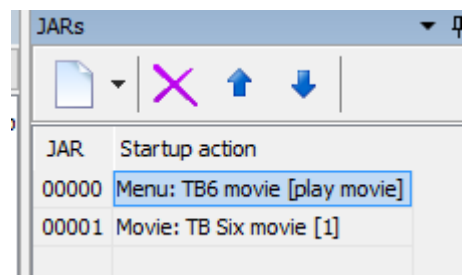 JARs
JAR Startup action
00000 Menu: TB6 movie [play movie]
00001 Movie: TB Six movie [1]